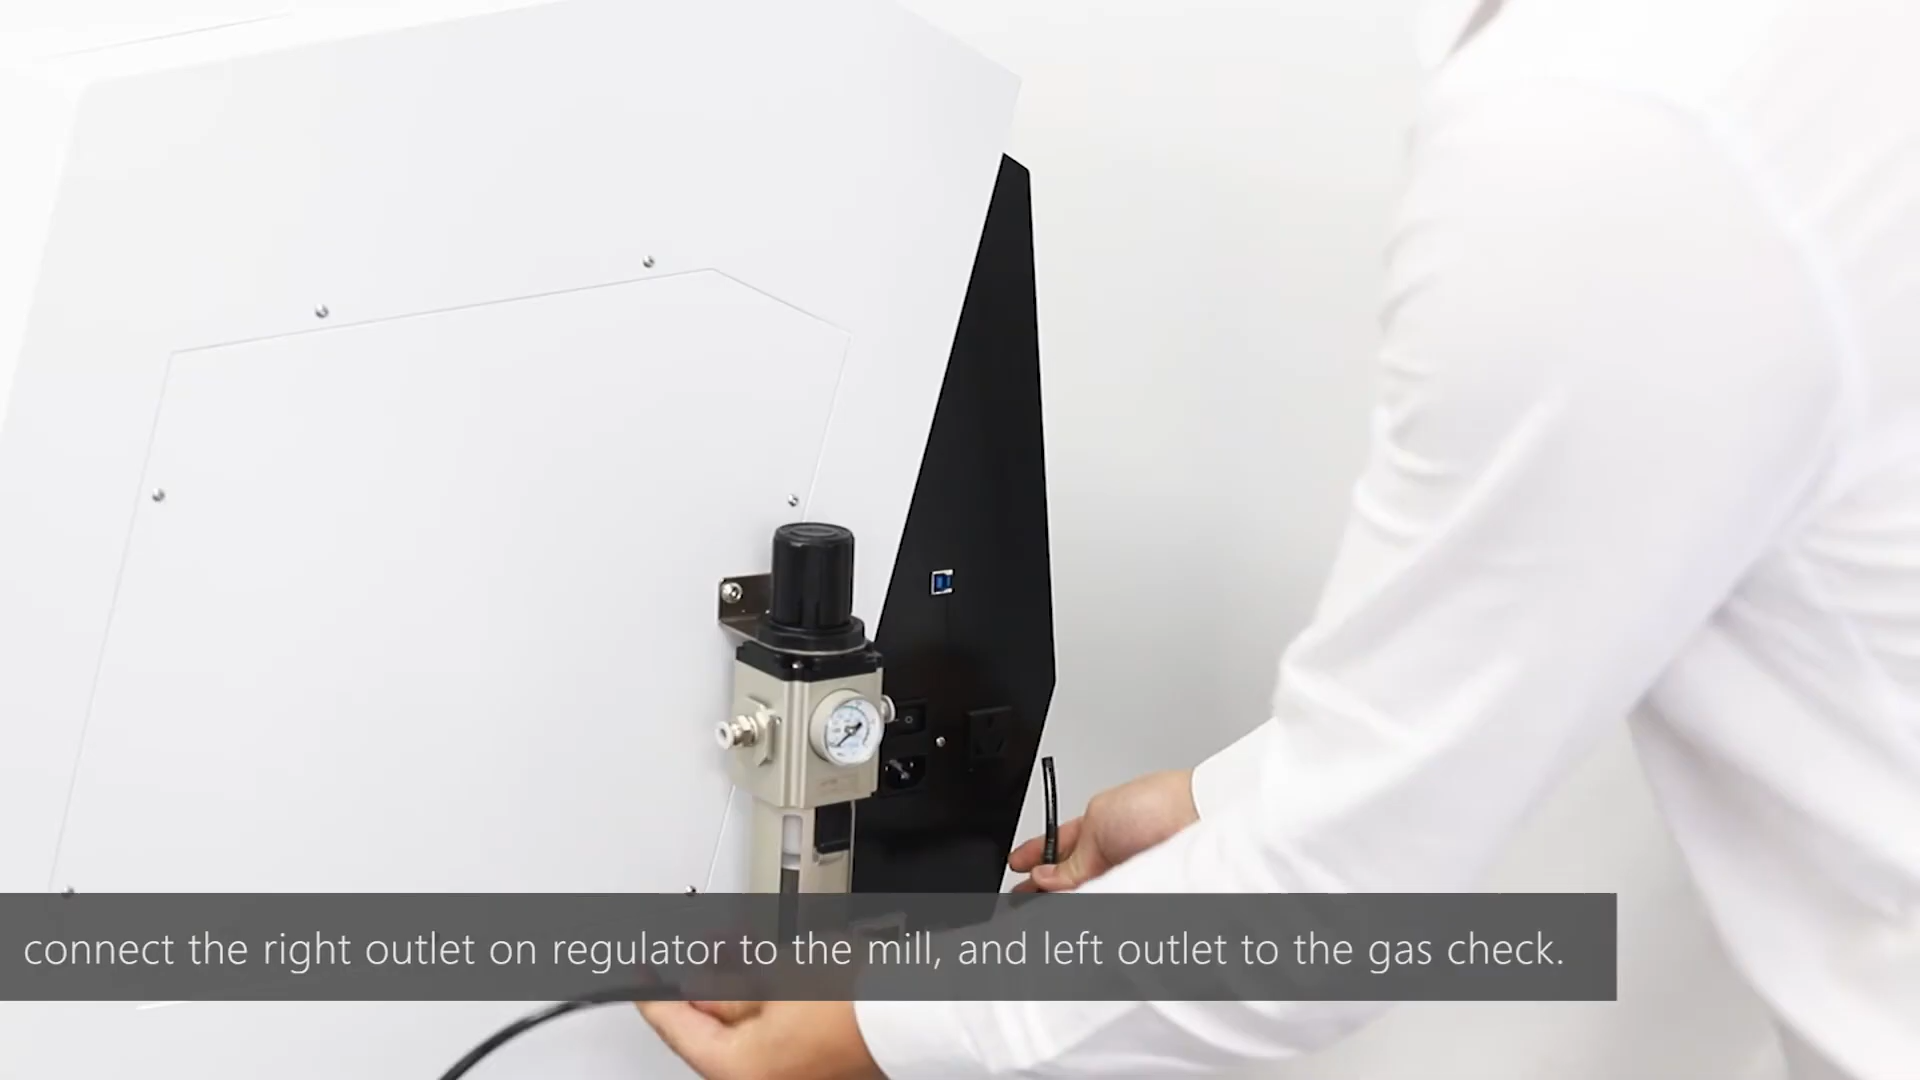 connect the right outlet on regulator to the mill, and left outlet to the gas check.